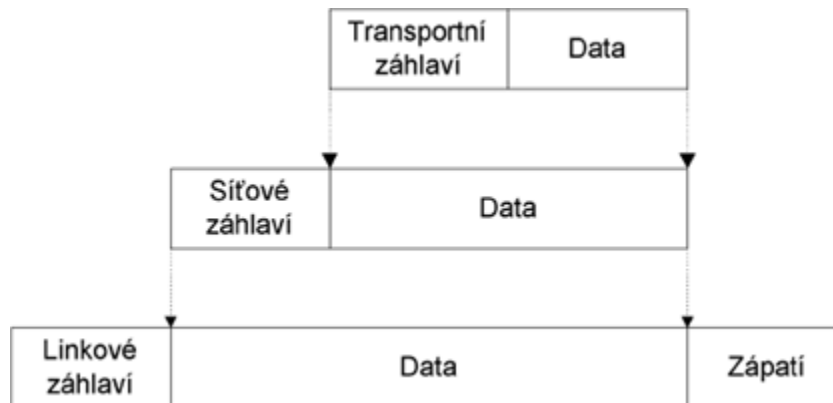 Transportní
záhlaví
Data
Síťové
záhlaví
Data
Linkové
záhlaví
Data
Zápatí